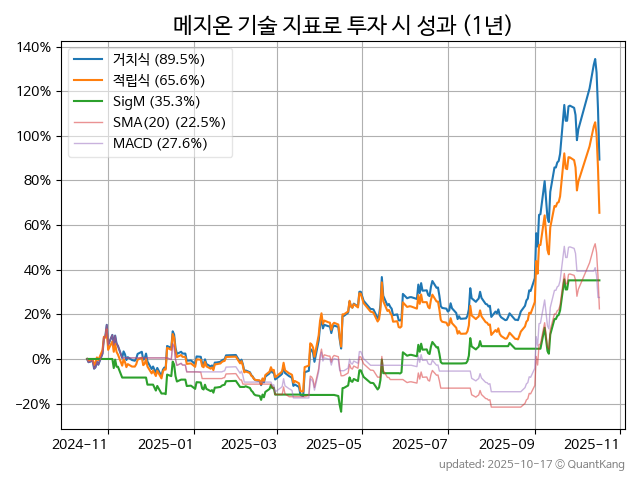 메지온 기술 지표로 투자 시 성과 (1년)
140%
120%
100%
80%
60%
40%
20%
0%
−20%
거치식 (89.5%)
적립식 (65.6%)
SigM (35.3%)
SMA(20) (22.5%)
MACD (27.6%)
2024-11
2025-01
2025-03
2025-05
2025-07
2025-09
2025-11
updated: 2025-10-17 © QuantKang